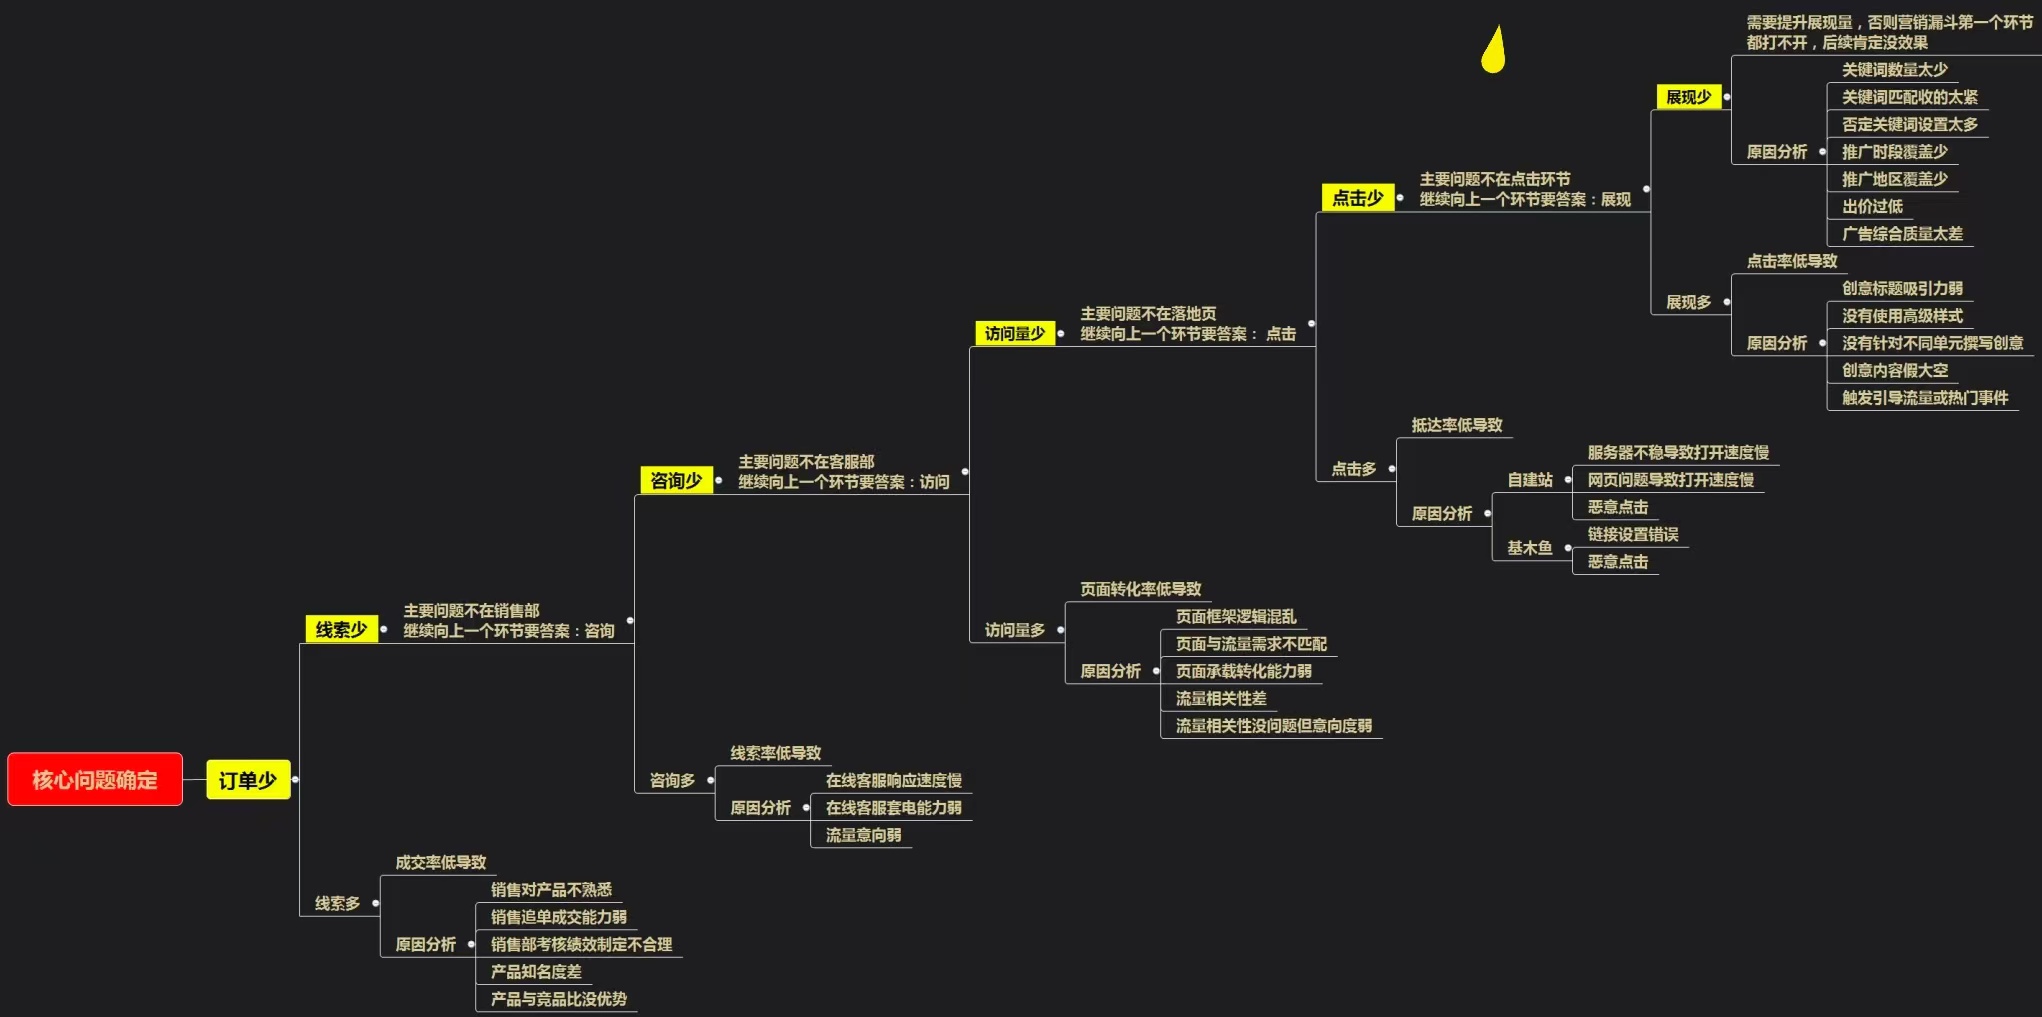 核心问题确定
订单少
线索少
主要问题不在销售部
继续向上一个环节要答案：咨询
咨询少
主要问题不在客服部
继续向上一个环节要答案：访问
访问量少
主要问题不在落地页
继续向上一个环节要答案： 点击
点击少
主要问题不在点击环节
继续向上一个环节要答案：展现
展现少
需要提升展现量，否则营销漏斗第一个环节
都打不开，后续肯定没效果
原因分析
关键词数量太少
关键词匹配收的太紧
否定关键词设置太多
推广时段覆盖少
推广地区覆盖少
出价过低
广告综合质量太差
展现多
点击率低导致
原因分析
创意标题吸引力弱
没有使用高级样式
没有针对不同单元撰写创意
创意内容假大空
触发引导流量或热门事件
点击多
抵达率低导致
原因分析
自建站
服务器不稳导致打开速度慢
网页问题导致打开速度慢
恶意点击
基木鱼
链接设置错误
恶意点击
访问量多
页面转化率低导致
原因分析
页面框架逻辑混乱
页面与流量需求不匹配
页面承载转化能力弱
流量相关性差
流量相关性没问题但意向度弱
咨询多
线索率低导致
原因分析
在线客服响应速度慢
在线客服套电能力弱
流量意向弱
线索多
成交率低导致
原因分析
销售对产品不熟悉
销售追单成交能力弱
销售部考核绩效制定不合理
产品知名度差
产品与竞品比没优势